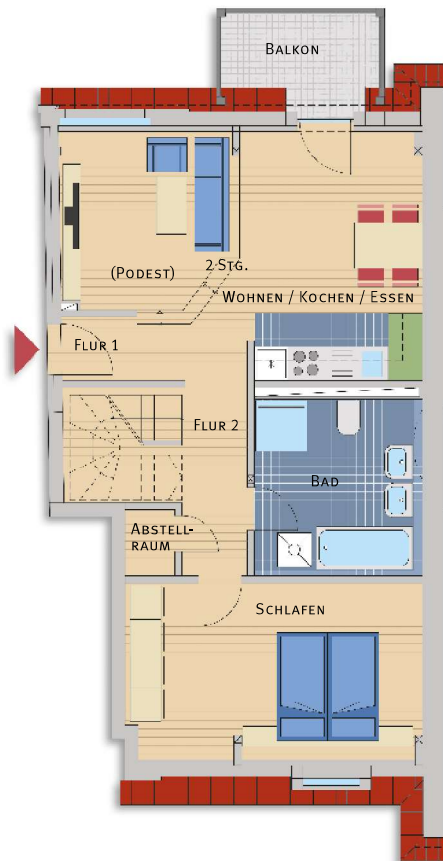 BALKON
(PODEST)
2 STG.
WOHNEN / KOCHEN / ESSEN
FLUR 1
FLUR 2
BAD
ABSTELL-
RAUM
SCHLAFEN